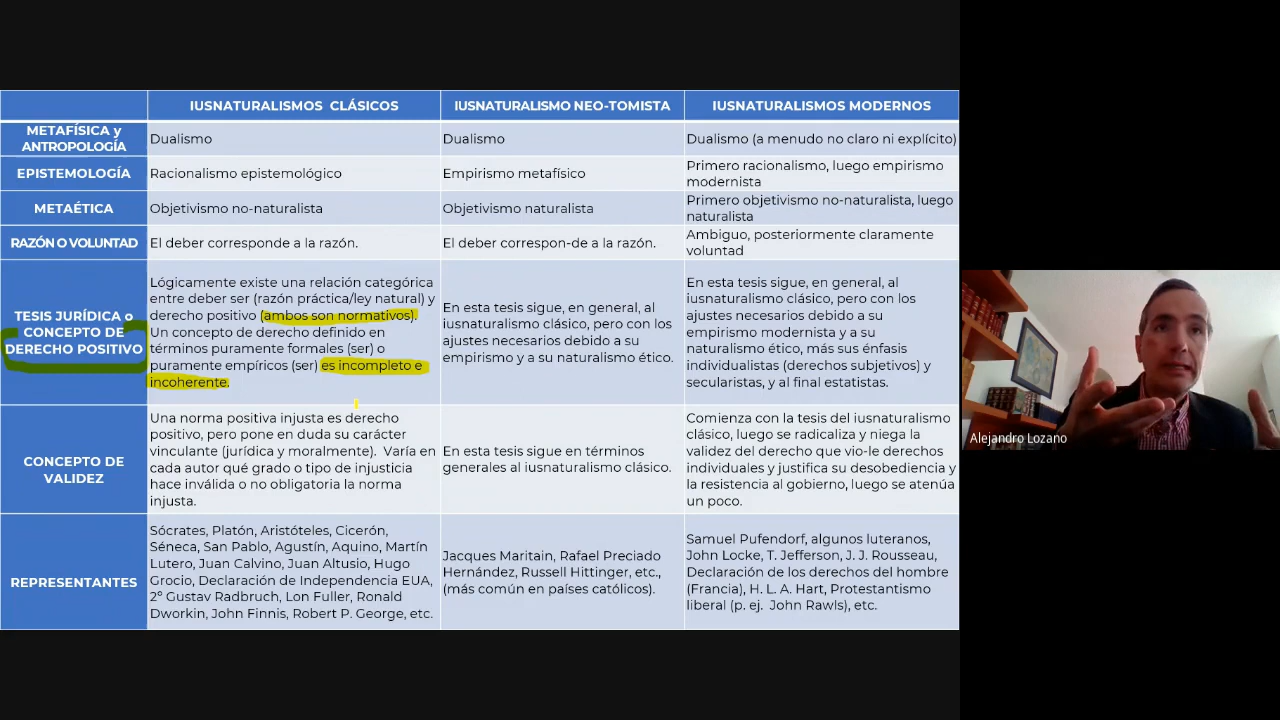 IUSNATURALISMOS CLÁSICOS
IUSNATURALISMO NEO-TOMISTA
IUSNATURALISMOS MODERNOS
METAFÍSICA y
ANTROPOLOGÍA
Dualismo
Dualismo
Dualismo (a menudo no claro ni explícito)
EPISTEMOLOGÍA
Racionalismo epistemológico
Empirismo metafísico
Primero racionalismo, luego empirismo
modernista
METAÉTICA
Objetivismo no-naturalista
Objetivismo naturalista
Primero objetivismo no-naturalista, luego
naturalista
RAZÓN O VOLUNTAD
El deber corresponde a la razón.
El deber correspon-de a la razón.
Ambiguo, posteriormente claramente
voluntad
TESIS JURÍDICA o
CONCEPTO DE
DERECHO POSITIVO
Lógicamente existe una relación categórica
entre deber ser (razón práctica/ley natural) y
derecho positivo (ambos son normativos).
Un concepto de derecho definido en
términos puramente formales (ser) o
puramente empíricos (ser) es incompleto e
incoherente.
En esta tesis sigue, en general, al
iusnaturalismo clásico, pero con los
ajustes necesarios debido a su
empirismo y a su naturalismo ético.
En esta tesis sigue, en general, al
iusnaturalismo clásico, pero con los
ajustes necesarios debido a su
empirismo modernista y a su
naturalismo ético, más sus énfasis
individualistas (derechos subjetivos) y
secularistas, y al final estatistas.
CONCEPTO DE
VALIDEZ
Una norma positiva injusta es derecho
positivo, pero pone en duda su carácter
vinculante (jurídica y moralmente). Varía en
cada autor qué grado o tipo de injusticia
hace inválida o no obligatoria la norma
injusta.
En esta tesis sigue en términos
generales al iusnaturalismo clásico.
Comienza con la tesis del iusnaturalismo
clásico, luego se radicaliza y niega la
validez del derecho que vio-le derechos
individuales y justifica su desobediencia y
la resistencia al gobierno, luego se atenúa
un poco.
REPRESENTANTES
Sócrates, Platón, Aristóteles, Cicerón,
Séneca, San Pablo, Agustín, Aquino, Martín
Lutero, Juan Calvino, Juan Altusio, Hugo
Grocio, Declaración de Independencia EUA,
2º Gustav Radbruch, Lon Fuller, Ronald
Dworkin, John Finnis, Robert P. George, etc.
Jacques Maritain, Rafael Preciado
Hernández, Russell Hittinger, etc.,
(más común en países católicos).
Samuel Pufendorf, algunos luteranos,
John Locke, T. Jefferson, J. J. Rousseau,
Declaración de los derechos del hombre
(Francia), H. L. A. Hart, Protestantismo
liberal (p. ej. John Rawls), etc.
Alejandro Lozano